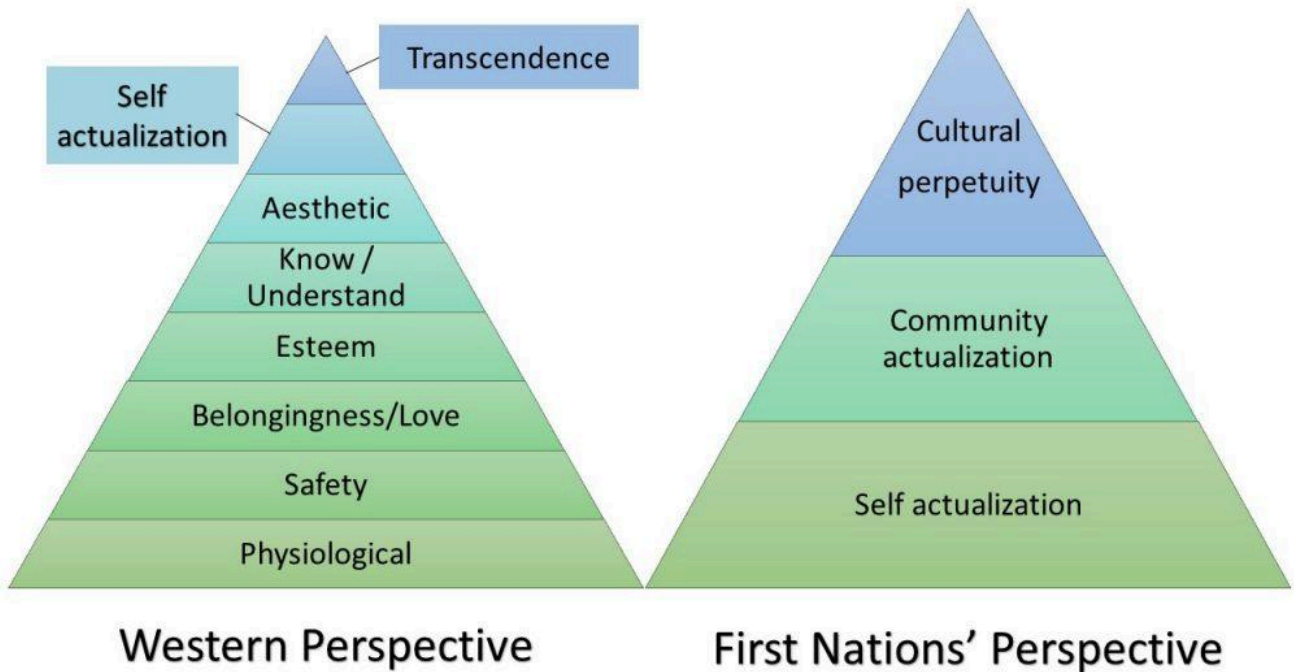 Transcendence
Self
actualization
Aesthetic
Know /
Understand
Esteem
Belongingness/Love
Safety
Physiological
Western Perspective
Cultural
perpetuity
Community
actualization
Self actualization
First Nations’ Perspective